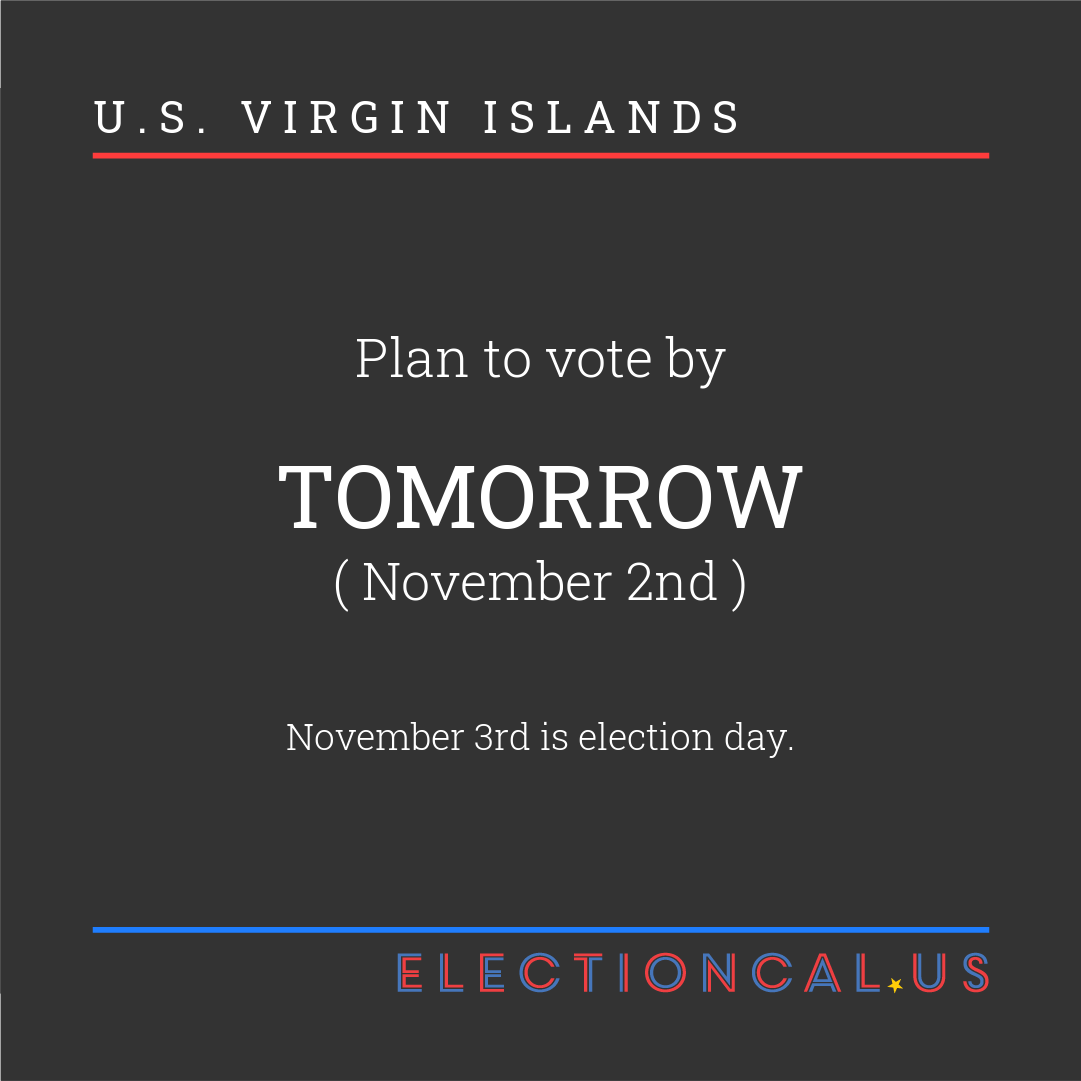 U.S. VIRGIN ISLANDS
Plan to vote by
TOMORROW
( November 2nd )
November 3rd is election day.
ELECTIONCAL.US